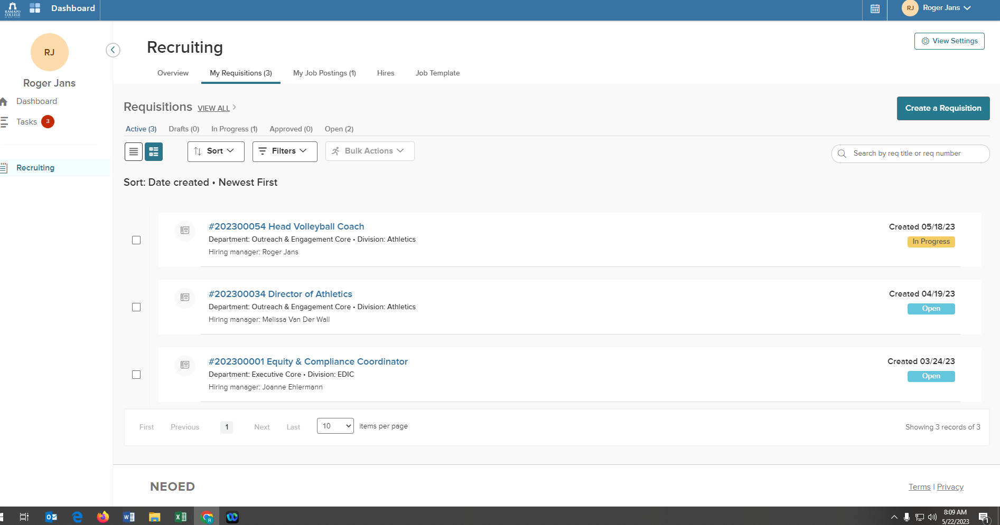 RAMAPO
COLLEGE
Dashboard
RJ
Roger Jans
RJ
Roger Jans
Dashboard
Tasks 3
Recruiting
Recruiting
View Settings
Overview My Requisitions (3) My Job Postings (1) Hires Job Template
Requisitions VIEW ALL
Create a Requisition
Active (3) Drafts (0) In Progress (1) Approved (0) Open (2)
Sort Filters Bulk Actions
Search by req title or req number
Sort: Date created • Newest First
#202300054 Head Volleyball Coach
Department: Outreach & Engagement Core • Division: Athletics
Hiring manager: Roger Jans
Created 05/18/23
In Progress
#202300034 Director of Athletics
Department: Outreach & Engagement Core • Division: Athletics
Hiring manager: Melissa Van Der Wall
Created 04/19/23
Open
#202300001 Equity & Compliance Coordinator
Department: Executive Core • Division: EDIC
Hiring manager: Joanne Ehlermann
Created 03/24/23
Open
First Previous 1 Next Last 10 items per page
Showing 3 records of 3
NEOED
Terms | Privacy
8:09 AM
5/22/2023
1